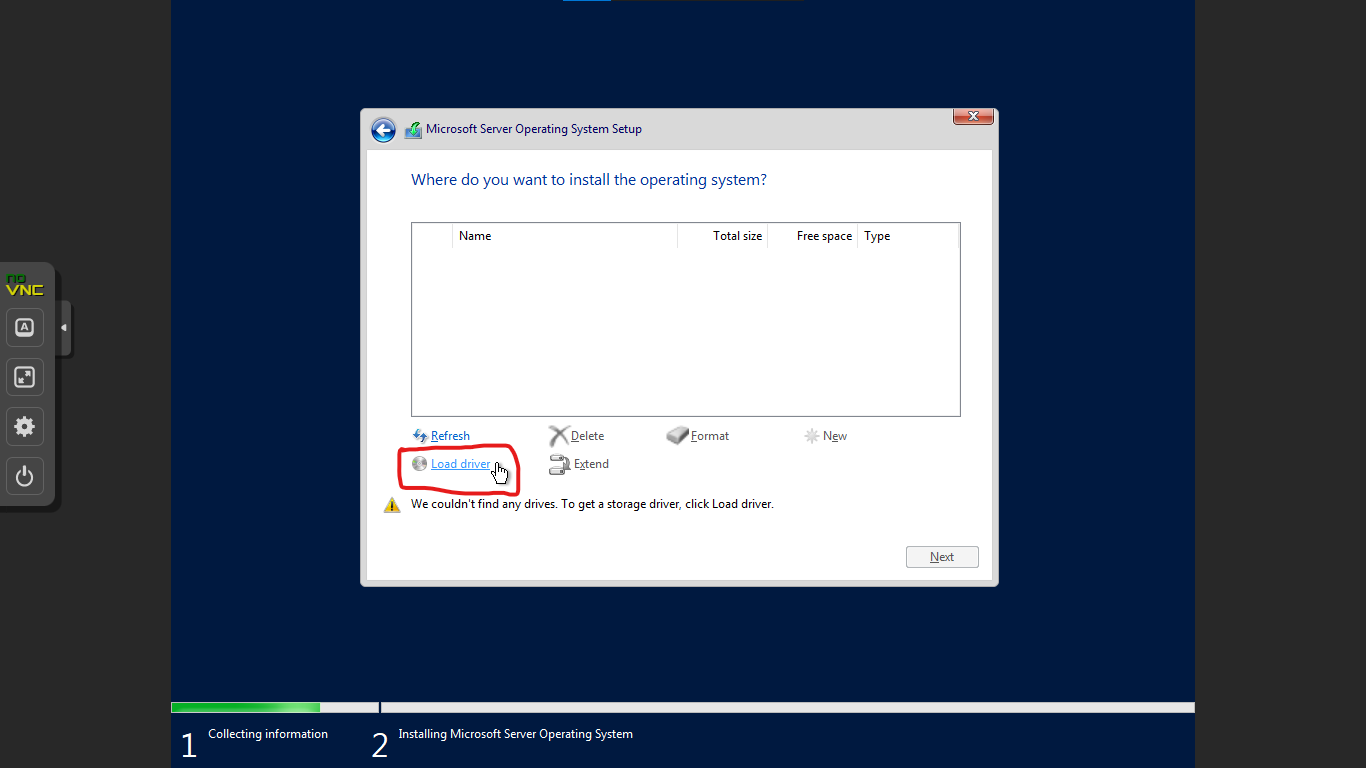 Microsoft Server Operating System Setup
Where do you want to install the operating system?
Name Total size Free space Type
no
VNC
A
Refresh Delete Format New
Load driver Extend
We couldn't find any drives. To get a storage driver, click Load driver.
Next
1 Collecting information 2 Installing Microsoft Server Operating System